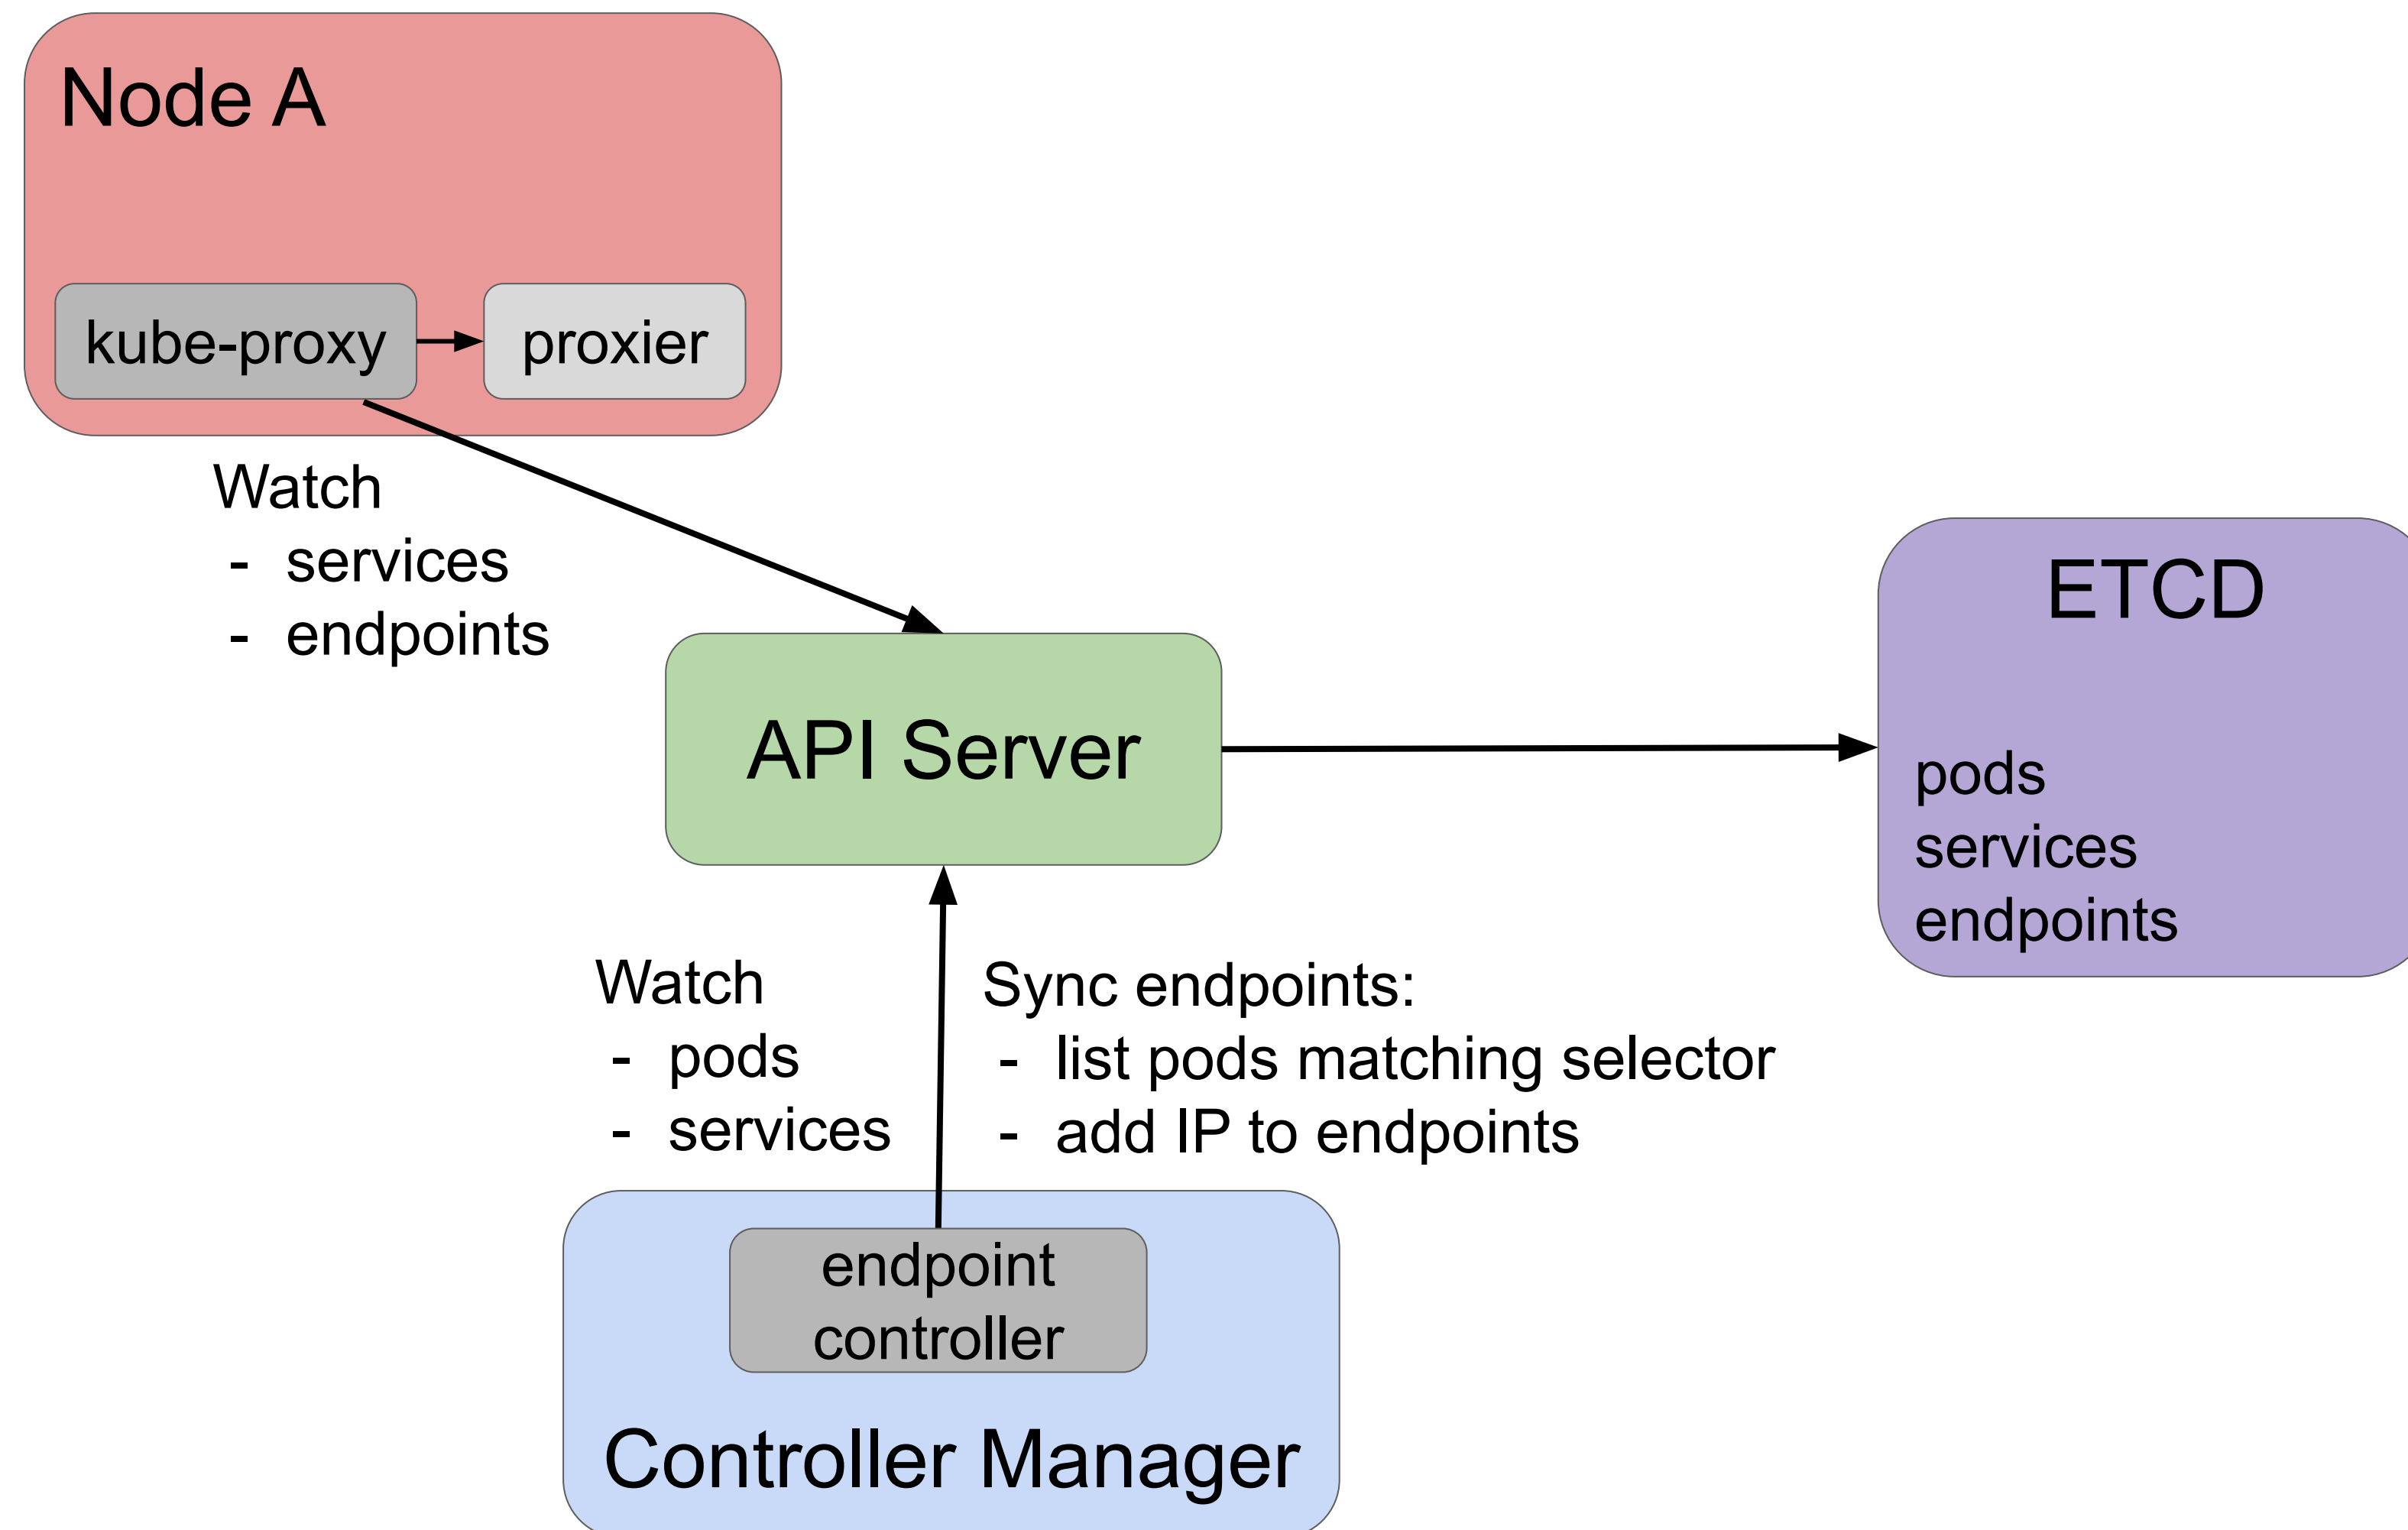 Node A
kube-proxy
proxier
Watch
- services
- endpoints
API Server
ETCD
pods
services
endpoints
Watch
- pods
- services
Sync endpoints:
- list pods matching selector
- add IP to endpoints
endpoint
controller
Controller Manager